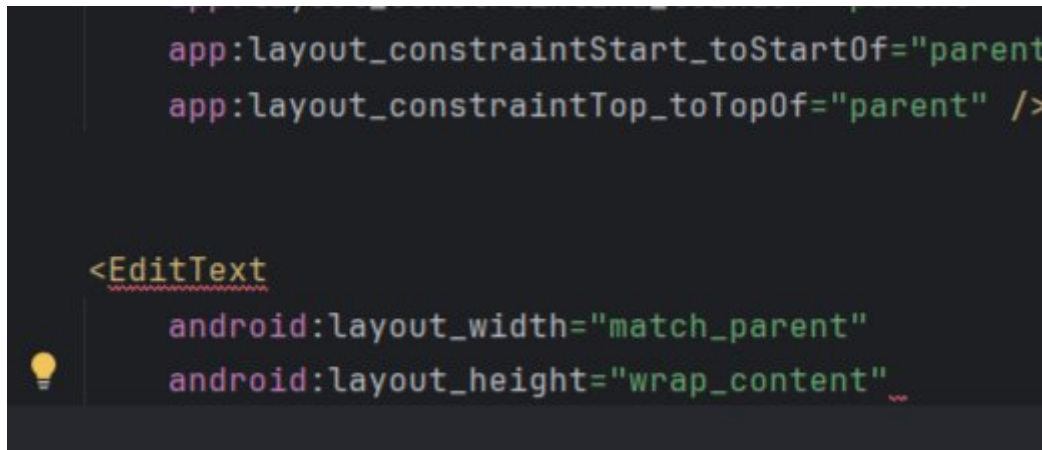 app:layout_constraintStart_toStartOf="parent
app:layout_constraintTop_toTopOf="parent" />
<EditText
android:layout_width="match_parent"
android:layout_height="wrap_content"